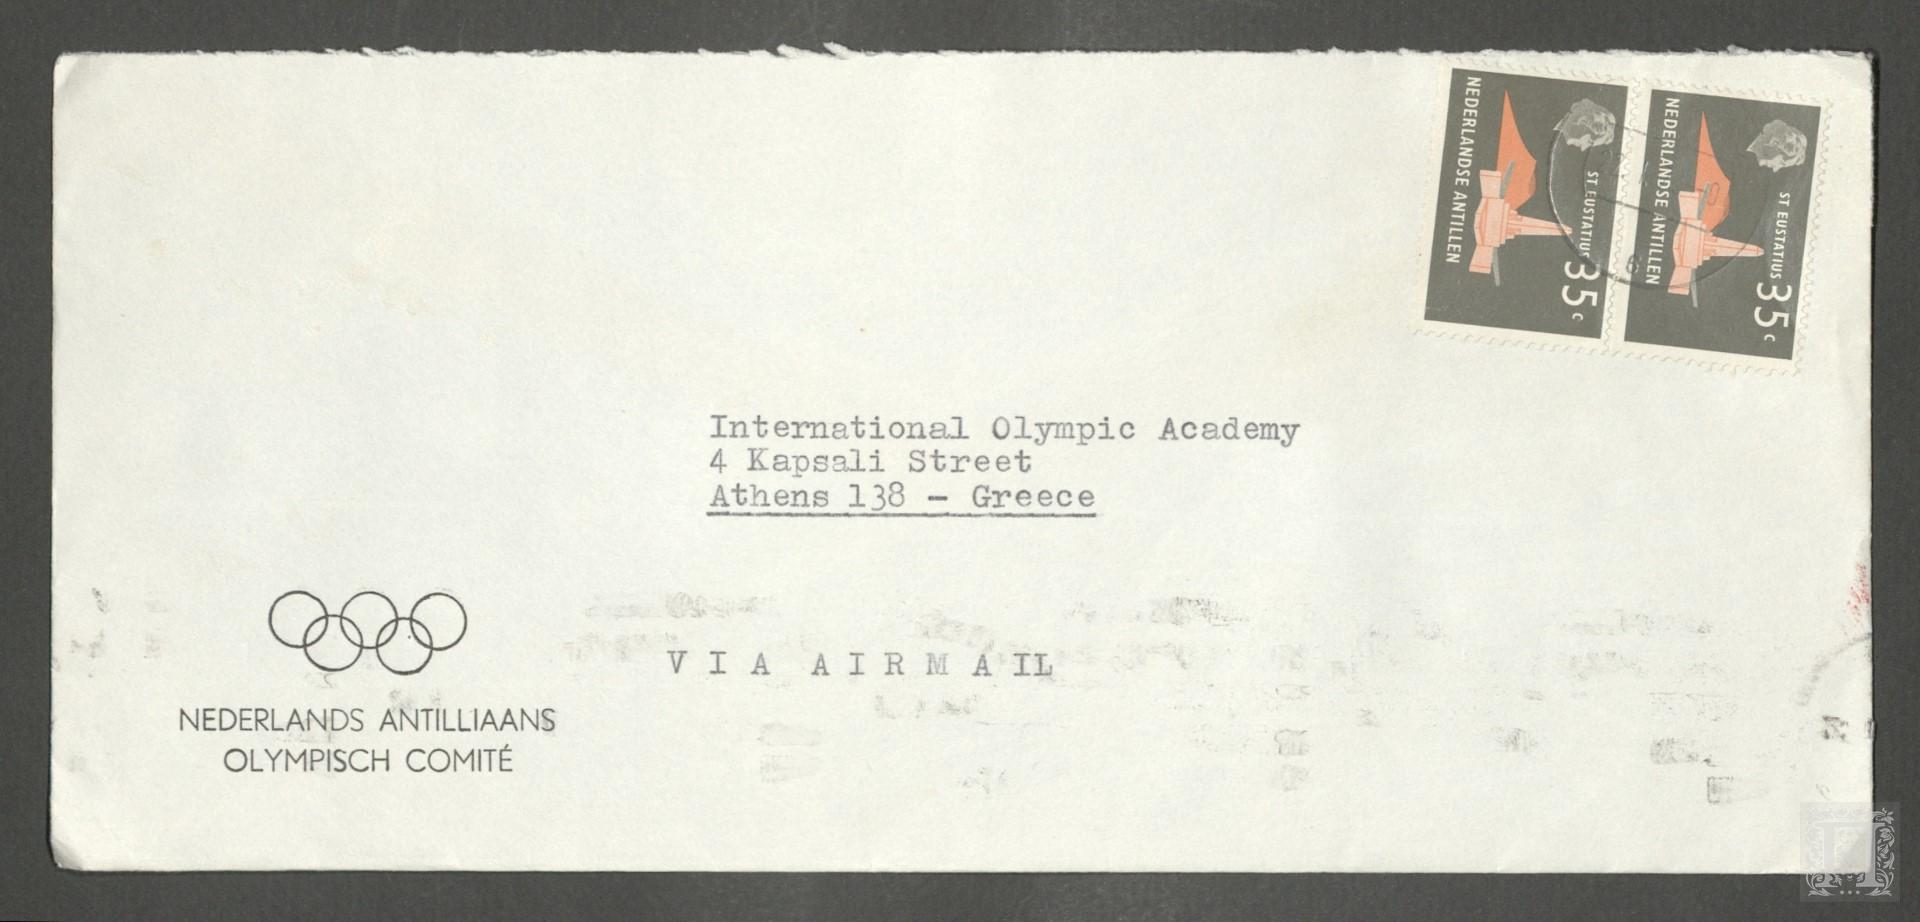 NEDERLANDSE ANTILLEN
ST EUSTATIUS 35c
NEDERLANDSE ANTILLEN
ST EUSTATIUS 35c
International Olympic Academy
4 Kapsali Street
Athens 138 - Greece
VIA AIRMAIL
NEDERLANDS ANTILLIAANS
OLYMPISCH COMITÉ